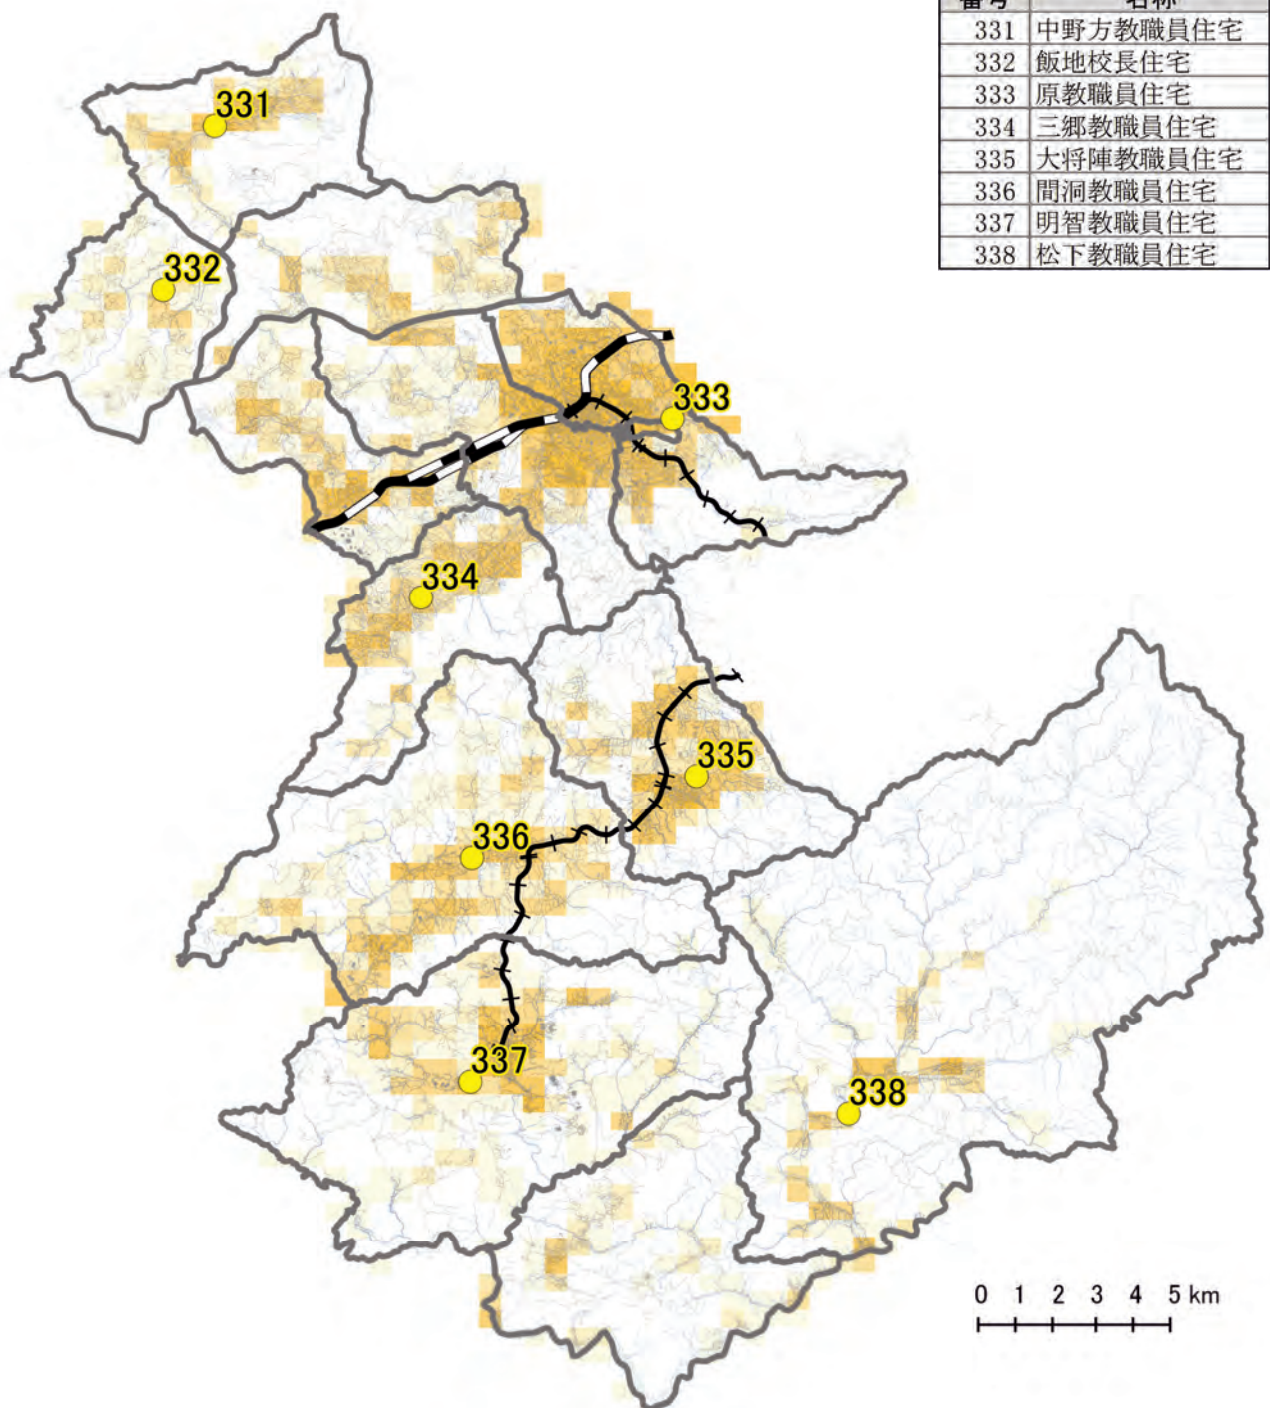 番号 名称
331 中野方教職員住宅
332 飯地校長住宅
333 原教職員住宅
334 三郷教職員住宅
335 大将陣教職員住宅
336 間洞教職員住宅
337 明智教職員住宅
338 松下教職員住宅
331
332
333
334
335
336
337
338
0 1 2 3 4 5 km